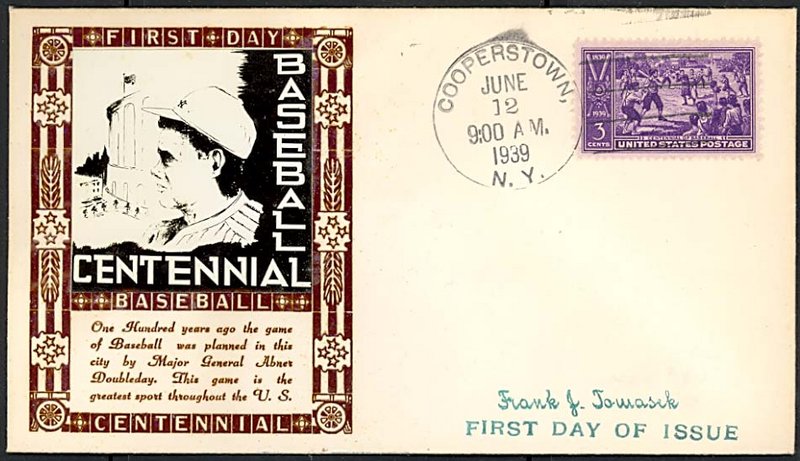 FIRST DAY
BASEBALL
CENTENNIAL
BASEBALL
One Hundred years ago the game
of Baseball was planned in this
city by Major General Abner
Doubleday. This game is the
greatest sport throughout the U. S.
CENTENNIAL
COOPERSTOWN,
JUNE
12
9:00 A M.
1939
N. Y.
1839
1939
3
CENTS
CENTENNIAL OF BASEBALL
UNITED STATES POSTAGE
Frank J. Tomasek
FIRST DAY OF ISSUE